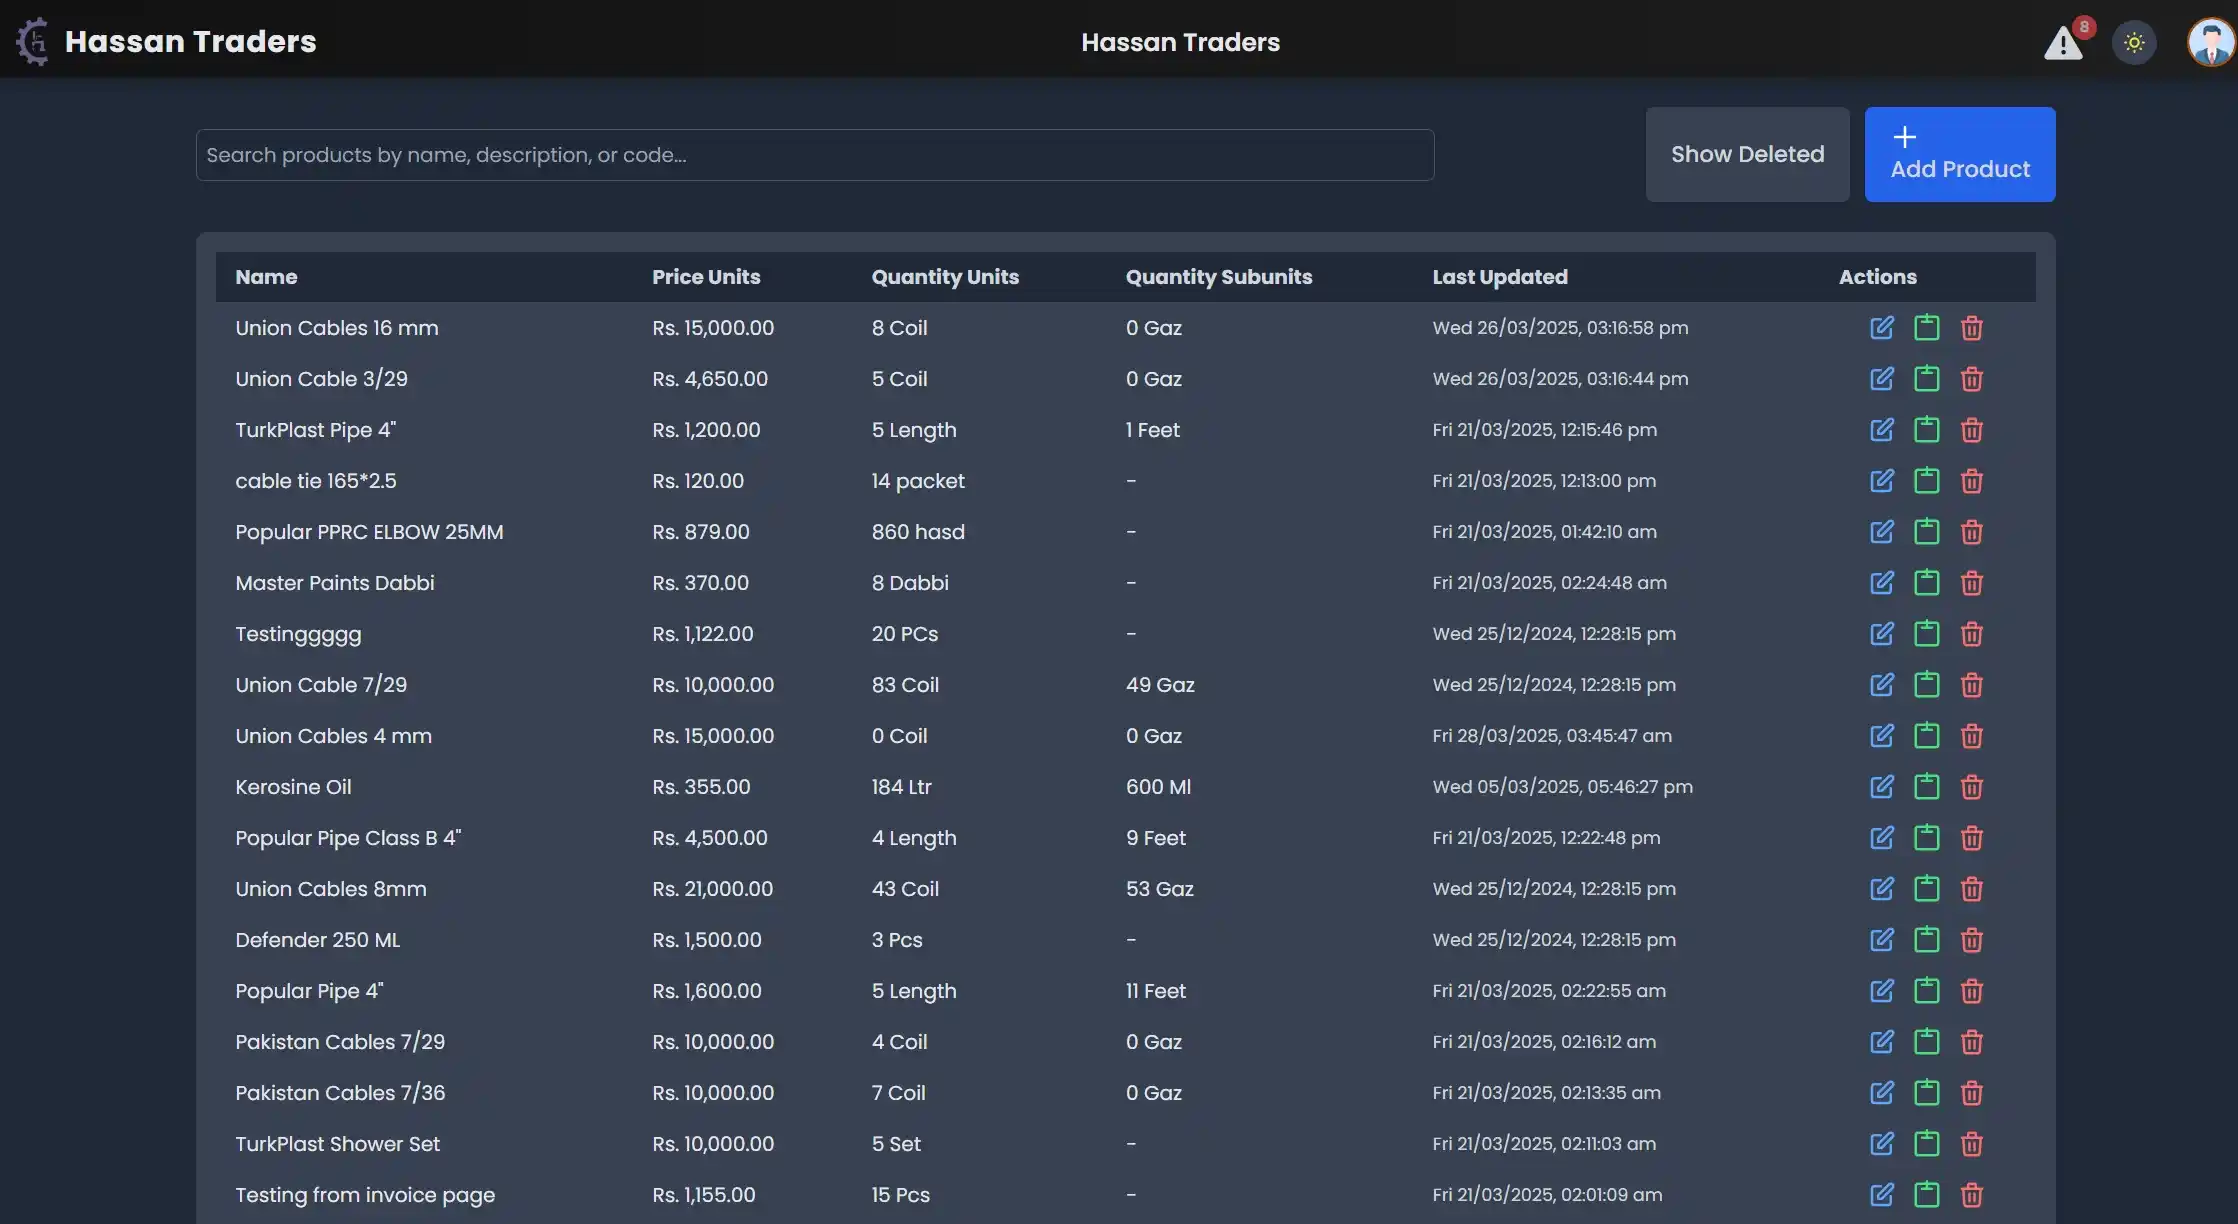 Hassan Traders
Hassan Traders
8
Search products by name, description, or code...
Show Deleted
Add Product
Name Price Units Quantity Units Quantity Subunits Last Updated Actions
Union Cables 16 mm Rs. 15,000.00 8 Coil 0 Gaz Wed 26/03/2025, 03:16:58 pm
Union Cable 3/29 Rs. 4,650.00 5 Coil 0 Gaz Wed 26/03/2025, 03:16:44 pm
TurkPlast Pipe 4" Rs. 1,200.00 5 Length 1 Feet Fri 21/03/2025, 12:15:46 pm
cable tie 165*2.5 Rs. 120.00 14 packet - Fri 21/03/2025, 12:13:00 pm
Popular PPRC ELBOW 25MM Rs. 879.00 860 hasd - Fri 21/03/2025, 01:42:10 am
Master Paints Dabbi Rs. 370.00 8 Dabbi - Fri 21/03/2025, 02:24:48 am
Testinggggg Rs. 1,122.00 20 PCs - Wed 25/12/2024, 12:28:15 pm
Union Cable 7/29 Rs. 10,000.00 83 Coil 49 Gaz Wed 25/12/2024, 12:28:15 pm
Union Cables 4 mm Rs. 15,000.00 0 Coil 0 Gaz Fri 28/03/2025, 03:45:47 am
Kerosine Oil Rs. 355.00 184 Ltr 600 Ml Wed 05/03/2025, 05:46:27 pm
Popular Pipe Class B 4" Rs. 4,500.00 4 Length 9 Feet Fri 21/03/2025, 12:22:48 pm
Union Cables 8mm Rs. 21,000.00 43 Coil 53 Gaz Wed 25/12/2024, 12:28:15 pm
Defender 250 ML Rs. 1,500.00 3 Pcs - Wed 25/12/2024, 12:28:15 pm
Popular Pipe 4" Rs. 1,600.00 5 Length 11 Feet Fri 21/03/2025, 02:22:55 am
Pakistan Cables 7/29 Rs. 10,000.00 4 Coil 0 Gaz Fri 21/03/2025, 02:16:12 am
Pakistan Cables 7/36 Rs. 10,000.00 7 Coil 0 Gaz Fri 21/03/2025, 02:13:35 am
TurkPlast Shower Set Rs. 10,000.00 5 Set - Fri 21/03/2025, 02:11:03 am
Testing from invoice page Rs. 1,155.00 15 Pcs - Fri 21/03/2025, 02:01:09 am